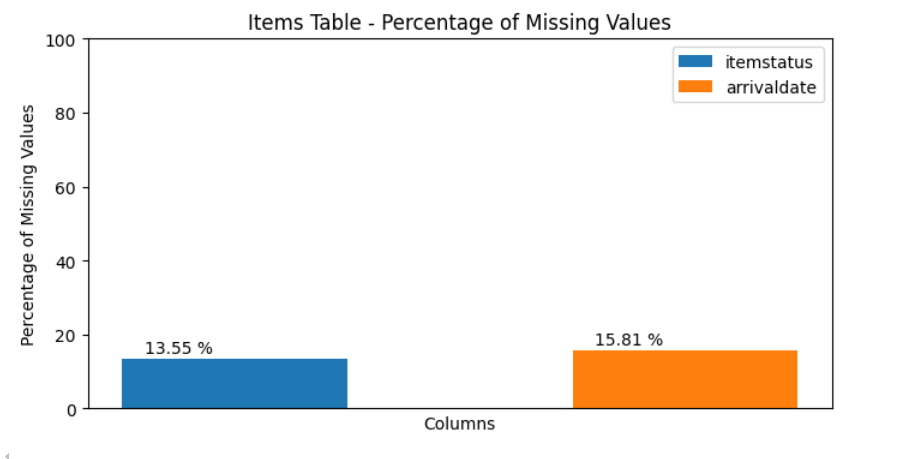 Items Table - Percentage of Missing Values
100
80
60
40
20
0
Percentage of Missing Values
itemstatus
arrivaldate
13.55 %
15.81 %
Columns